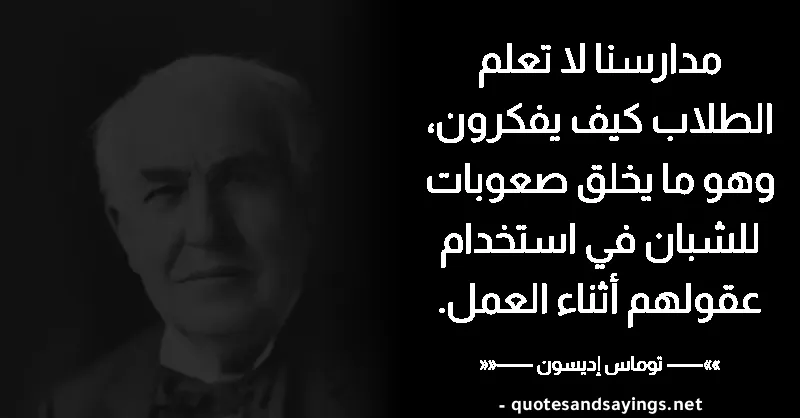 مدارسنا لا تعلم
الطلاب كيف يفكرون،
وهو ما يخلق صعوبات
للشبان في استخدام
عقولهم أثناء العمل.
»»—— توماس إديسون ——««
- quotesandsayings.net